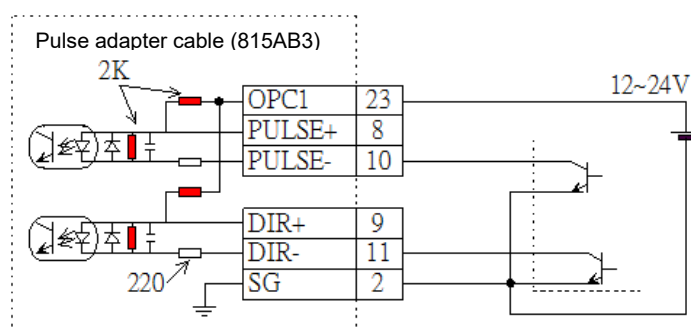 Pulse adapter cable (815AB3)
2K
12~24V
OPC1 23
PULSE+ 8
PULSE- 10
DIR+ 9
DIR- 11
220
SG 2